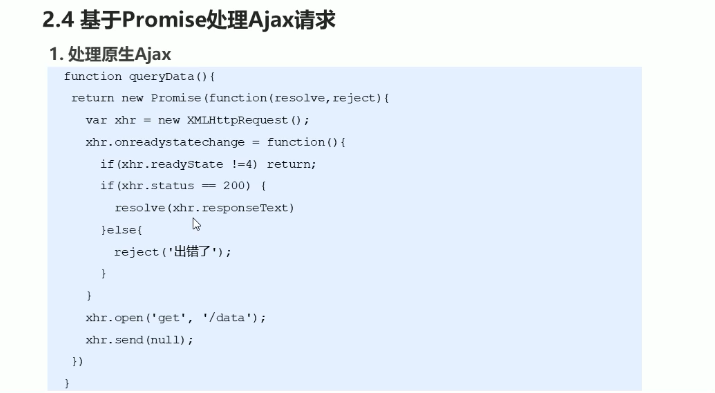 2.4 基于Promise处理Ajax请求
1. 处理原生Ajax
function queryData(){
return new Promise(function(resolve,reject){
var xhr = new XMLHttpRequest();
xhr.onreadystatechange = function(){
if(xhr.readyState !=4) return;
if(xhr.status == 200) {
resolve(xhr.responseText)
}else{
reject('出错了');
}
}
xhr.open('get', '/data');
xhr.send(null);
})
}